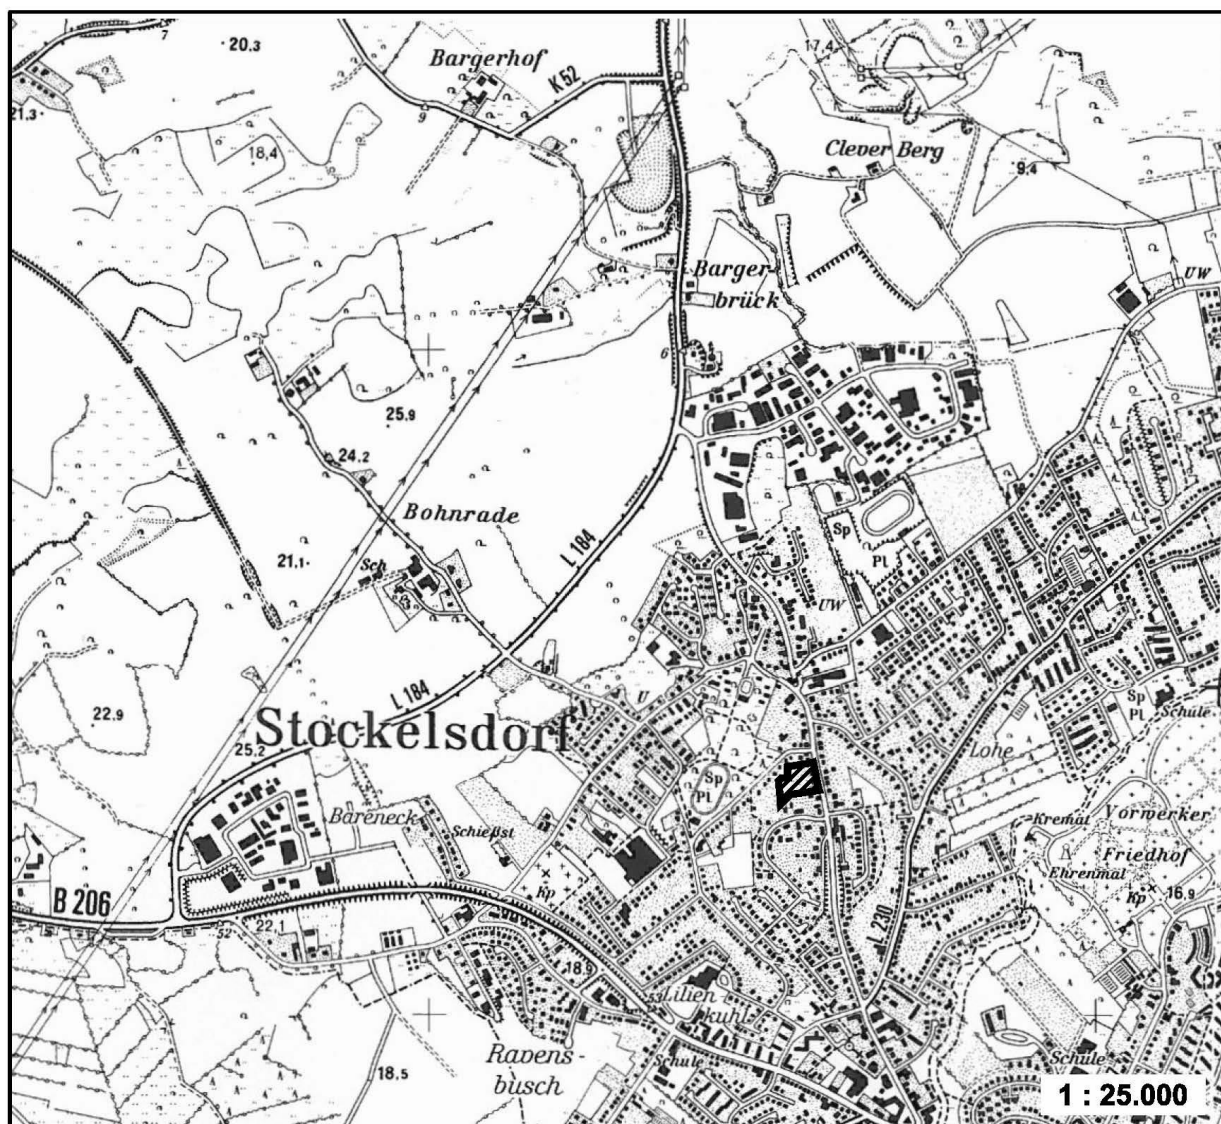 7
20.3
Bargerhof
17,4
K 52
21.3
9
18,4
Clever Berg
9,4
Barger-
brück
UW
6
25.9
24.2
Bohnrade
L 184
Sp
Pl
21,1
Sch
UW
22.9
L 184
U
Sp
Pl
Schule
Stockelsdorf
25.2
Lohe
Sp
Pl
Bäreneck
Schießst
Kremat
Vorwerker
Friedhof
Ehrenmal
Kp
16,9
Kp
B 206
52
22,1
L 230
18,9
Lilien-
kuhl
53
Ravens-
busch
Schule
18,5
Schule
1 : 25.000